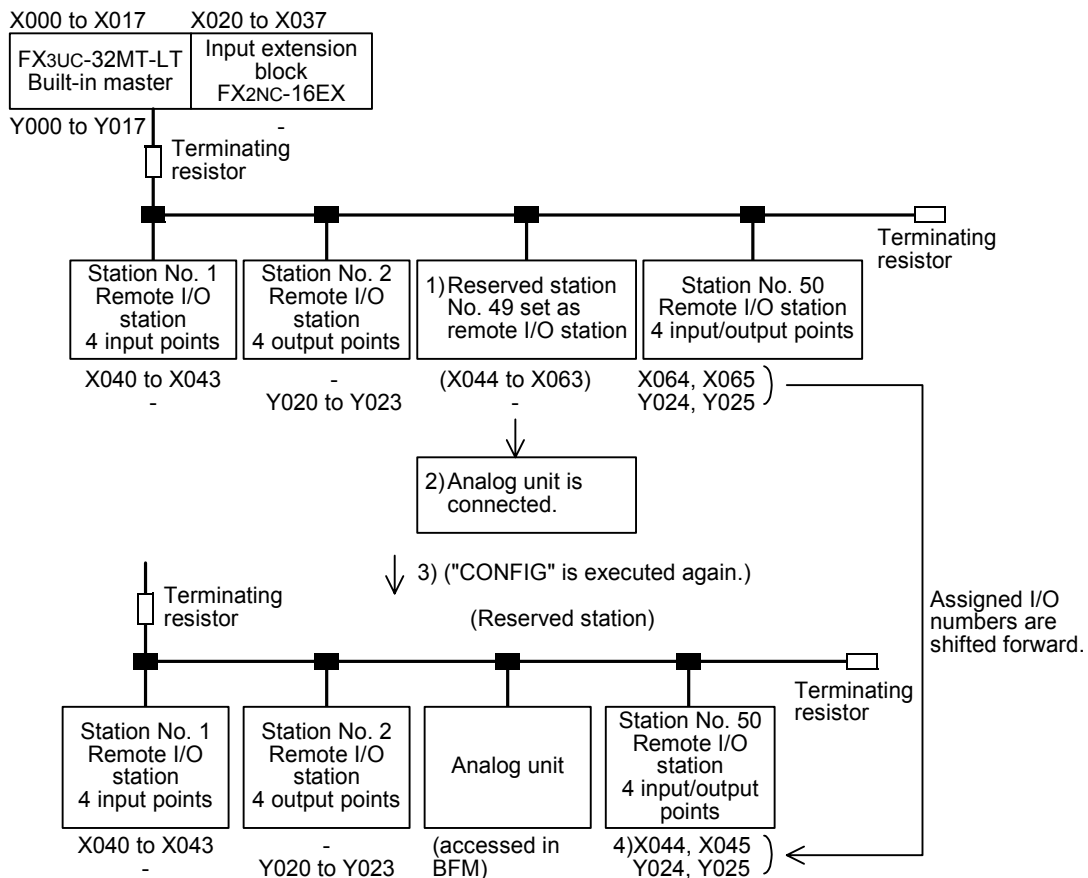 X000 to X017
X020 to X037
FX3UC-32MT-LT
Built-in master
Input extension
block
FX2NC-16EX
Y000 to Y017
-
Terminating
resistor
Terminating
resistor
Station No. 1
Remote I/O
station
4 input points
Station No. 2
Remote I/O
station
4 output points
1) Reserved station
No. 49 set as
remote I/O station
Station No. 50
Remote I/O station
4 input/output points
X040 to X043
-
-
Y020 to Y023
(X044 to X063)
-
X064, X065
Y024, Y025
2) Analog unit is
connected.
3) ("CONFIG" is executed again.)
Assigned I/O
numbers are
shifted forward.
Terminating
resistor
(Reserved station)
Terminating
resistor
Station No. 1
Remote I/O
station
4 input points
Station No. 2
Remote I/O
station
4 output points
Analog unit
Station No. 50
Remote I/O
station
4 input/output
points
X040 to X043
-
-
Y020 to Y023
(accessed in
BFM)
4)X044, X045
Y024, Y025